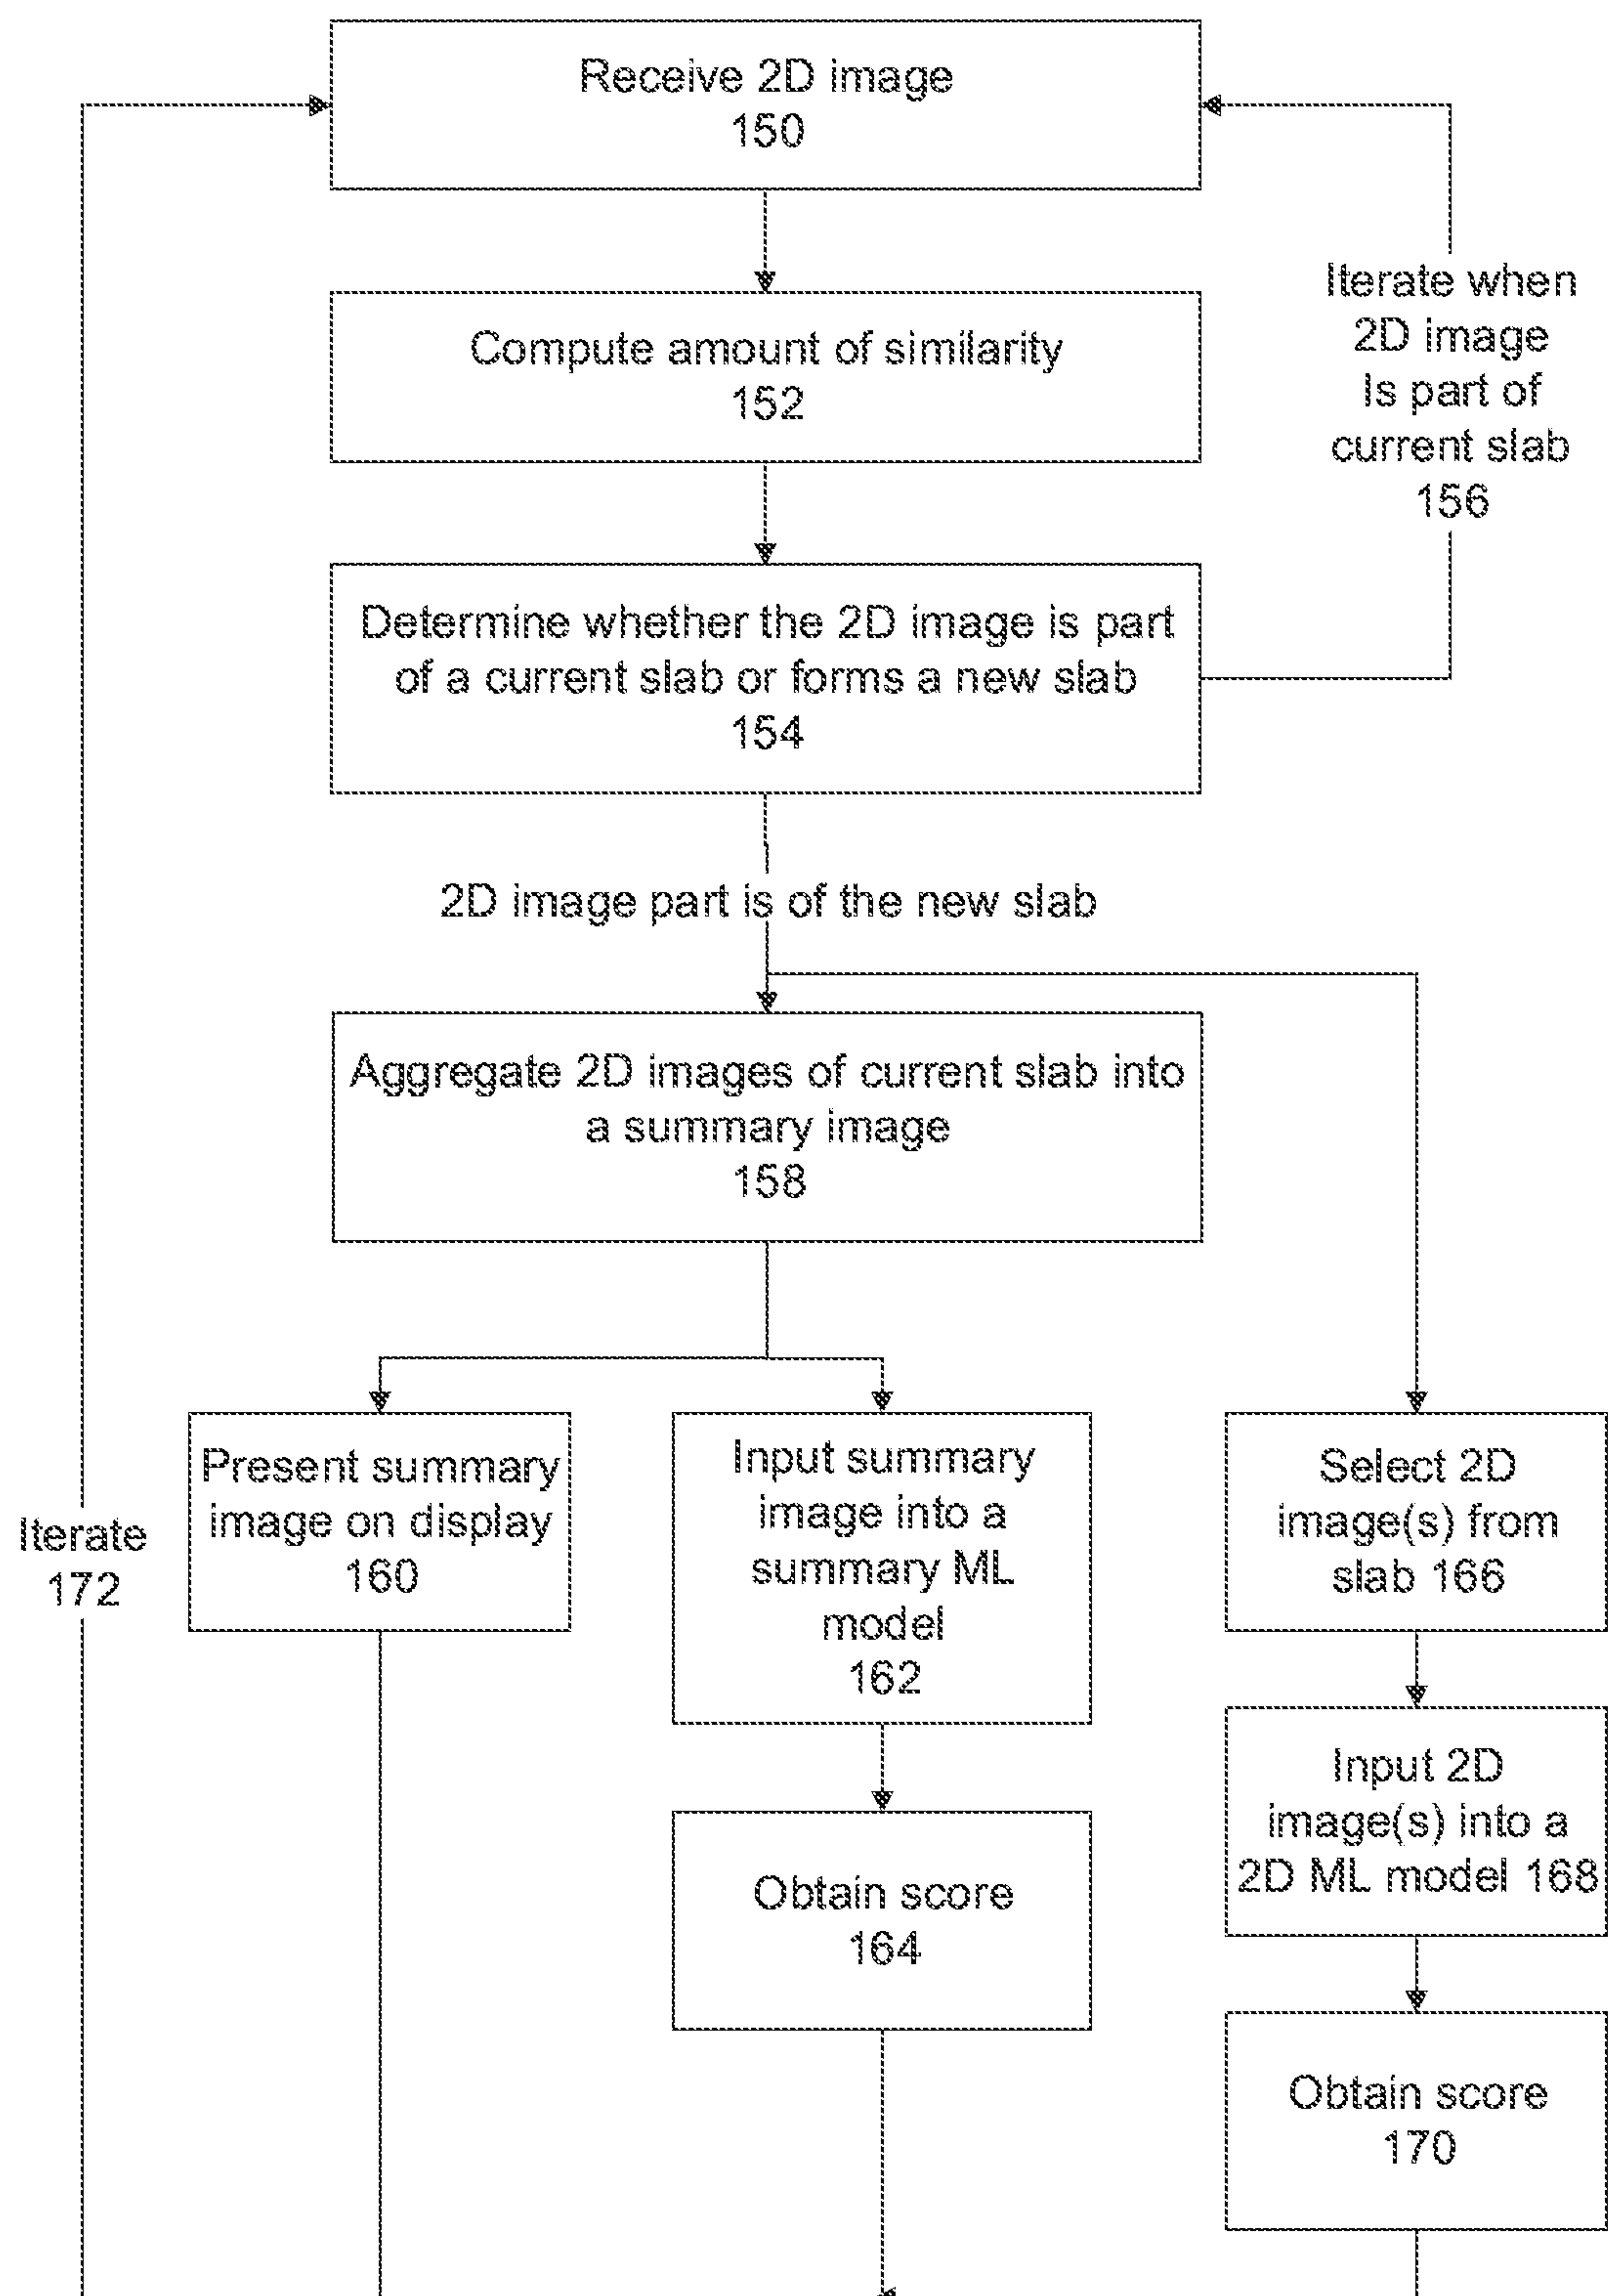 Receive 2D image
150
Compute amount of similarity
152
Iterate when
2D image
Is part of
current slab
156
Determine whether the 2D image is part
of a current slab or forms a new slab
154
2D image part is of the new slab
Aggregate 2D images of current slab into
a summary image
158
Iterate
172
Present summary
image on display
160
Input summary
image into a
summary ML
model
162
Select 2D
image(s) from
slab 166
Obtain score
164
Input 2D
image(s) into a
2D ML model 168
Obtain score
170